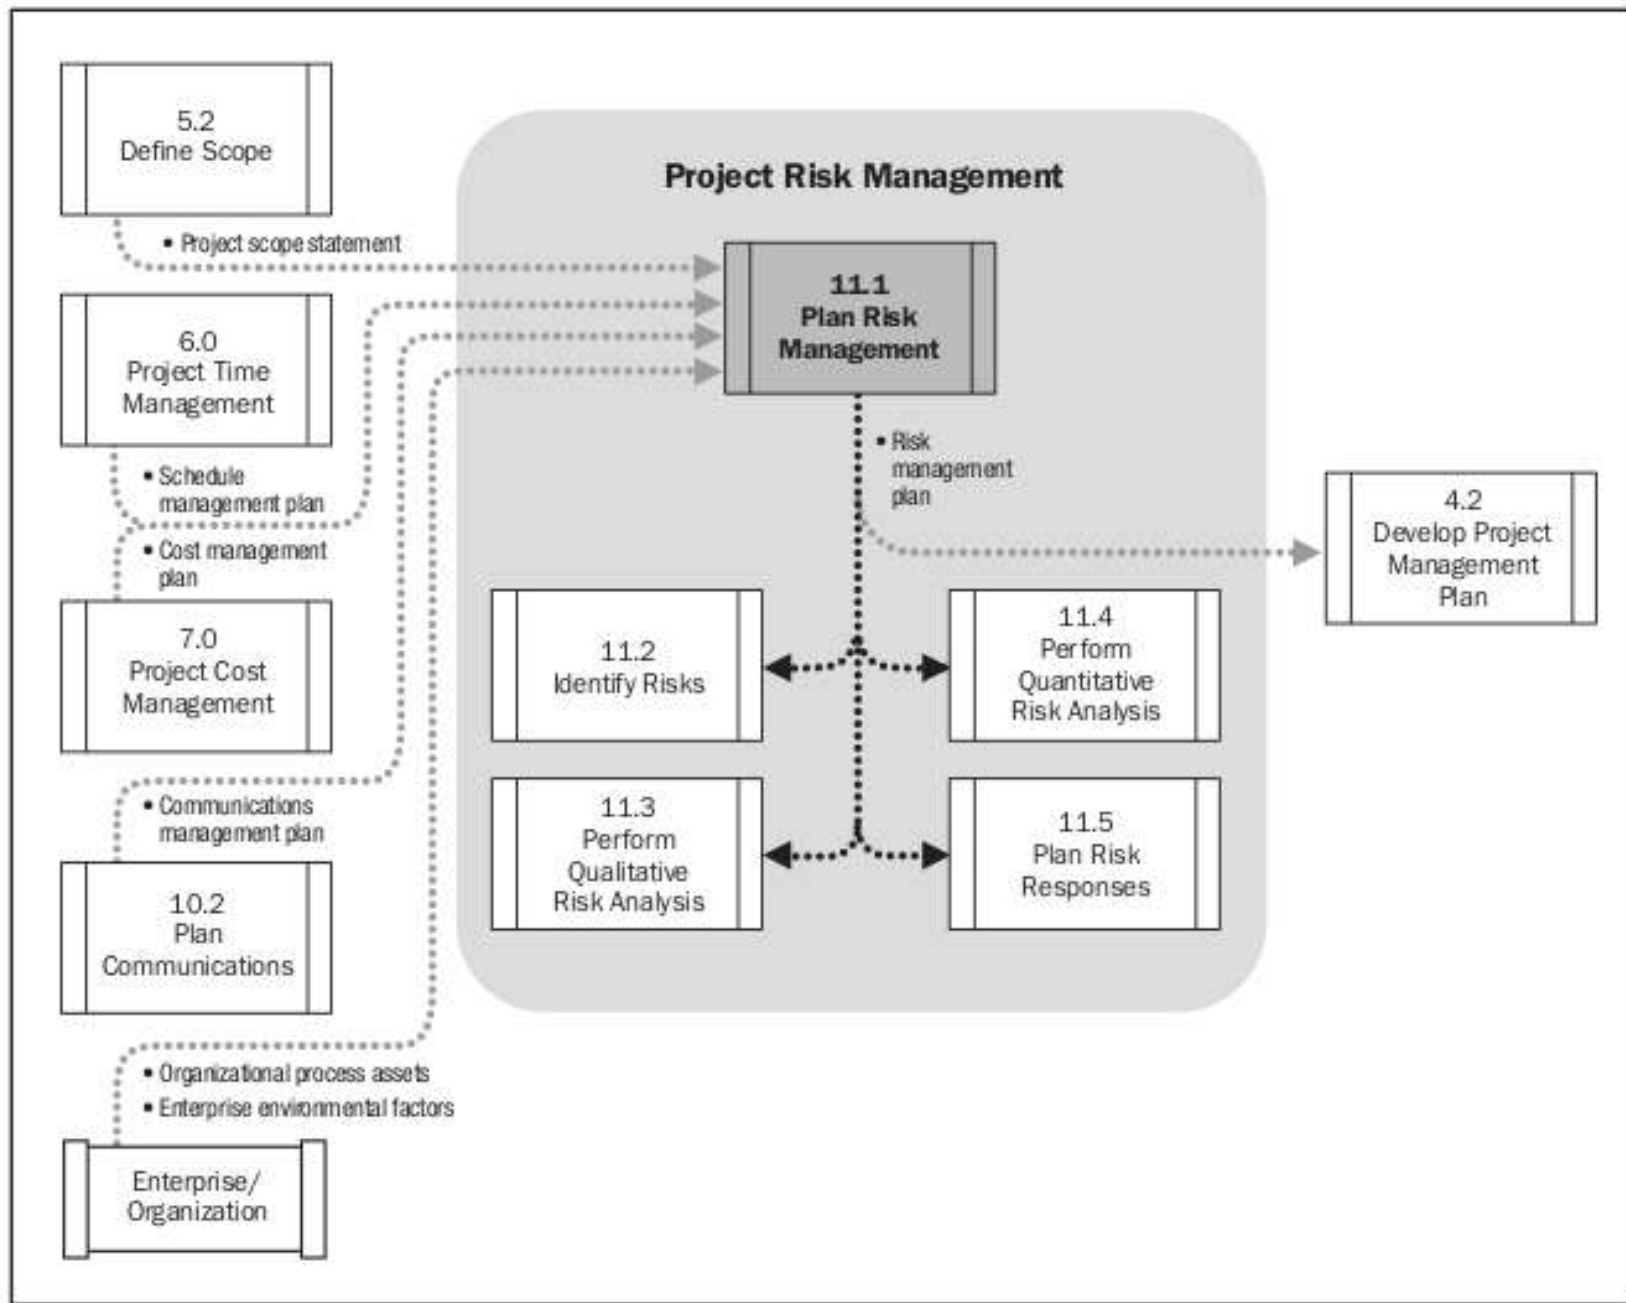 5.2
Define Scope
• Project scope statement
6.0
Project Time
Management
• Schedule
management plan
• Cost management
plan
7.0
Project Cost
Management
• Communications
management plan
10.2
Plan
Communications
• Organizational process assets
• Enterprise environmental factors
Enterprise/
Organization
Project Risk Management
11.1
Plan Risk
Management
• Risk
management
plan
11.2
Identify Risks
11.4
Perform
Quantitative
Risk Analysis
11.3
Perform
Qualitative
Risk Analysis
11.5
Plan Risk
Responses
4.2
Develop Project
Management
Plan